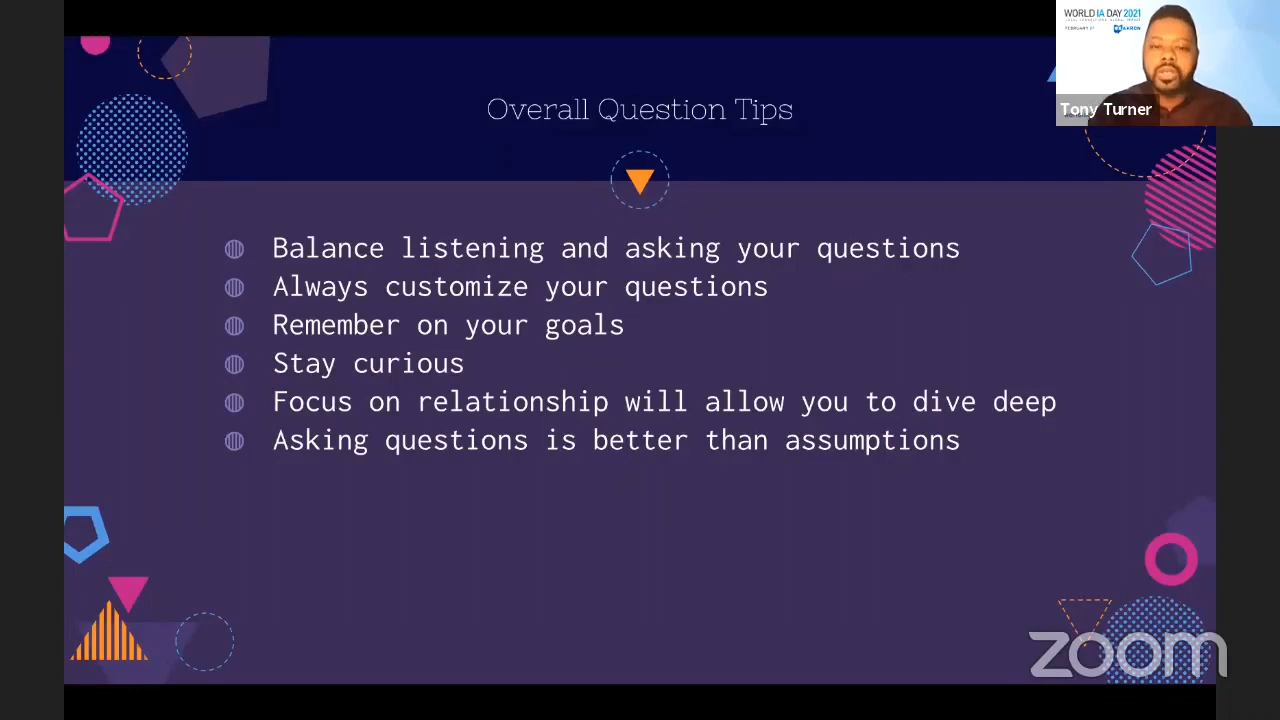 WORLD IA DAY 2021
Tony Turner
Overall Question Tips
Balance listening and asking your questions
Always customize your questions
Remember on your goals
Stay curious
Focus on relationship will allow you to dive deep
Asking questions is better than assumptions
zoom